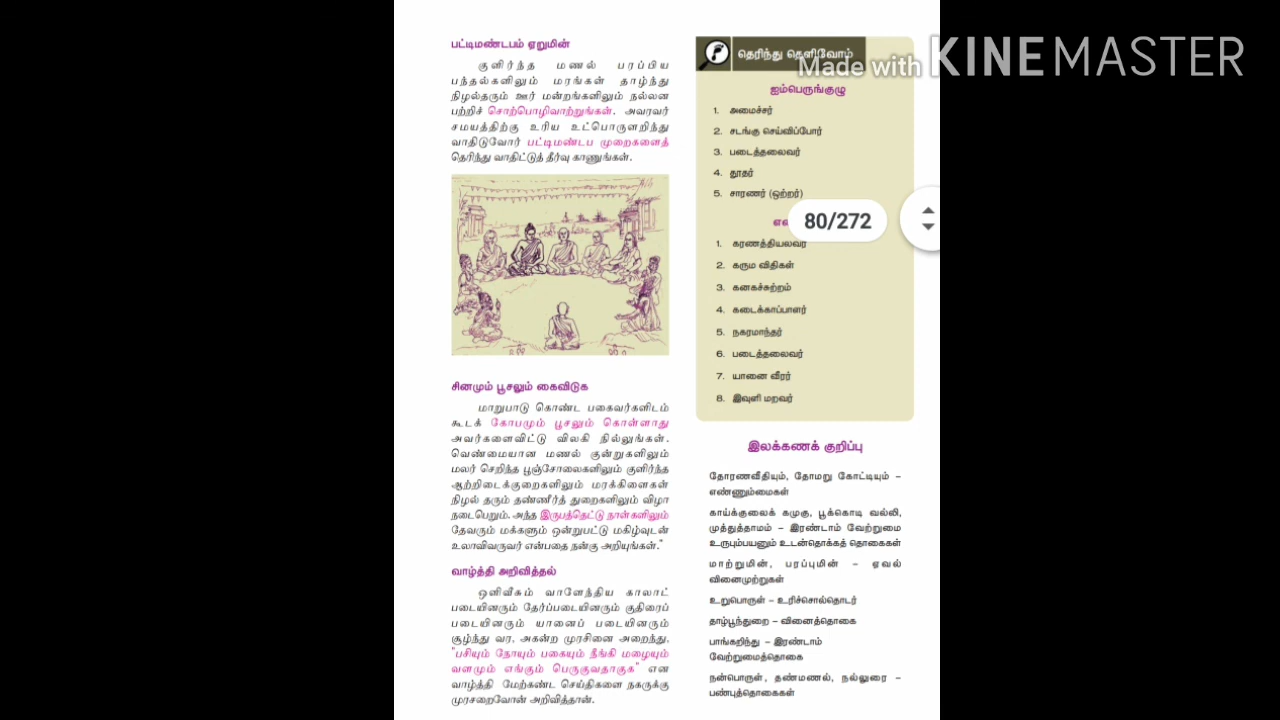 பட்டிமண்டபம் ஏறுமின்
குளிர்ந்த மணல் பரப்பிய
பந்தல்களிலும் மரங்கள் தாழ்ந்து
நிழல்தரும் ஊர் மன்றங்களிலும் நல்லன
பற்றிச் சொற்பொழிவாற்றுங்கள். அவரவர்
சமயத்திற்கு உரிய உட்பொருளறிந்து
வாதிடுவோர் பட்டிமண்டப முறைகளைத்
தெரிந்து வாதிட்டுத் தீர்வு காணுங்கள்.
சினமும் பூசலும் கைவிடுக
மாறுபாடு கொண்ட பகைவர்களிடம்
கூடக் கோபமும் பூசலும் கொள்ளாது
அவர்களைவிட்டு விலகி நில்லுங்கள்.
வெண்மையான மணல் குன்றுகளிலும்
மலர் செறிந்த பூஞ்சோலைகளிலும் குளிர்ந்த
ஆற்றிடைக்குறைகளிலும் மரக்கிளைகள்
நிழல் தரும் தண்ணீர்த் துறைகளிலும் விழா
நடைபெறும். அந்த இருபத்தெட்டு நாள்களிலும்
தேவரும் மக்களும் ஒன்றுபட்டு மகிழ்வுடன்
உலாவிவருவர் என்பதை நன்கு அறியுங்கள்."
வாழ்த்தி அறிவித்தல்
ஒளிவீசும் வாளேந்திய காலாட்
படையினரும் தேர்ப்படையினரும் குதிரைப்
படையினரும் யானைப் படையினரும்
சூழ்ந்து வர, அகன்ற முரசினை அறைந்து,
"பசியும் நோயும் பகையும் நீங்கி மழையும்
வளமும் எங்கும் பெருகுவதாகுக" என
வாழ்த்தி மேற்கண்ட செய்திகளை நகருக்கு
முரசறைவோன் அறிவித்தான்.
தெரிந்து தெளிவோம்
Made with KINEMASTER
ஐம்பெருங்குழு
1. அமைச்சர்
2. சடங்கு செய்விப்போர்
3. படைத்தலைவர்
4. தூதர்
5. சாரணர் (ஒற்றர்)
80/272
1. கரணத்தியலவர்
2. கரும விதிகள்
3. கனகச்சுற்றம்
4. கடைக்காப்பாளர்
5. நகரமாந்தர்
6. படைத்தலைவர்
7. யானை வீரர்
8. இவுளி மறவர்
இலக்கணக் குறிப்பு
தோரணவீதியும், தோமறு கோட்டியும் –
எண்ணும்மைகள்
காய்க்குலைக் கமுகு, பூக்கொடி வல்லி,
முத்துத்தாமம் – இரண்டாம் வேற்றுமை
உருபும்பயனும் உடன்தொக்கத் தொகைகள்
மாற்றுமின், பரப்புமின் – ஏவல்
வினைமுற்றுகள்
உறுபொருள் – உரிச்சொல்தொடர்
தாழ்பூந்துறை – வினைத்தொகை
பாங்கறிந்து – இரண்டாம்
வேற்றுமைத்தொகை
நன்பொருள், தண்மணல், நல்லுரை –
பண்புத்தொகைகள்